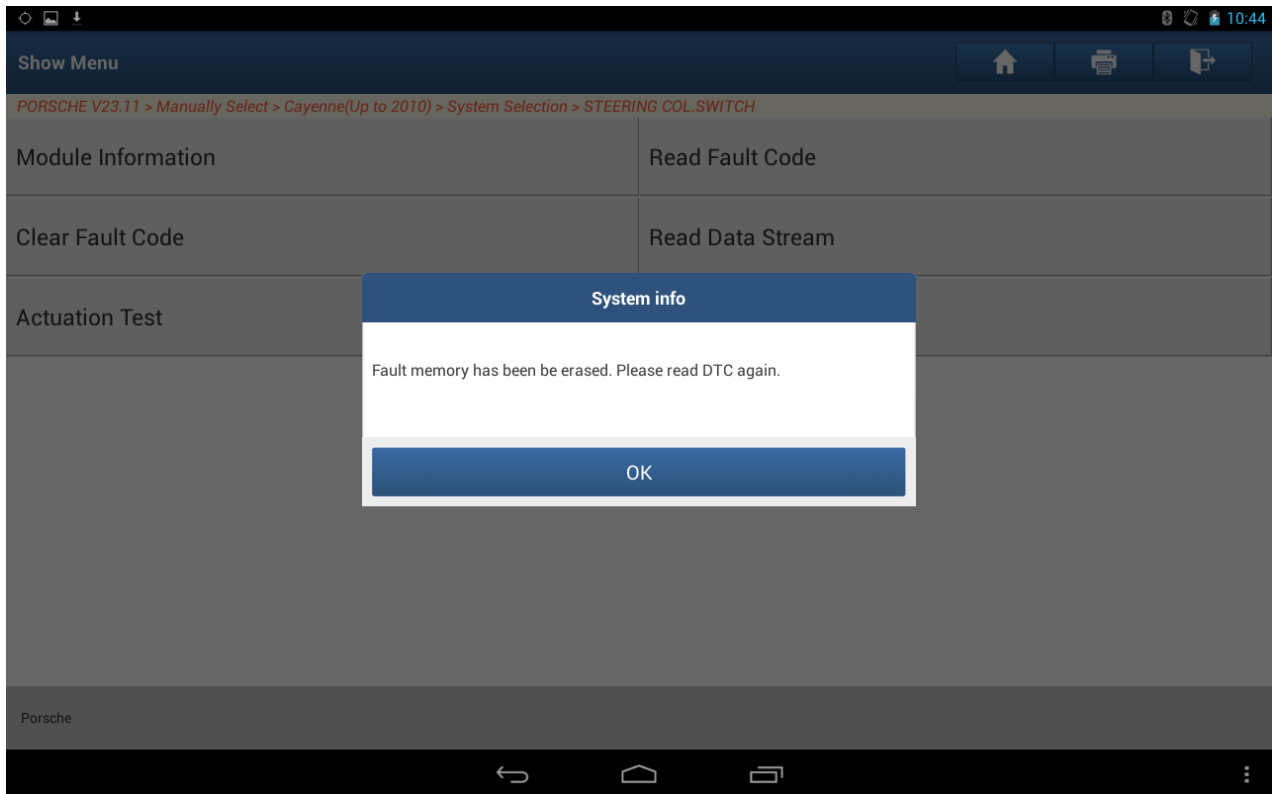 10:44
Show Menu
PORSCHE V23.11 > Manually Select > Cayenne(Up to 2010) > System Selection > STEERING COL.SWITCH
Module Information
Read Fault Code
Clear Fault Code
Read Data Stream
Actuation Test
System info
Fault memory has been be erased. Please read DTC again.
OK
Porsche